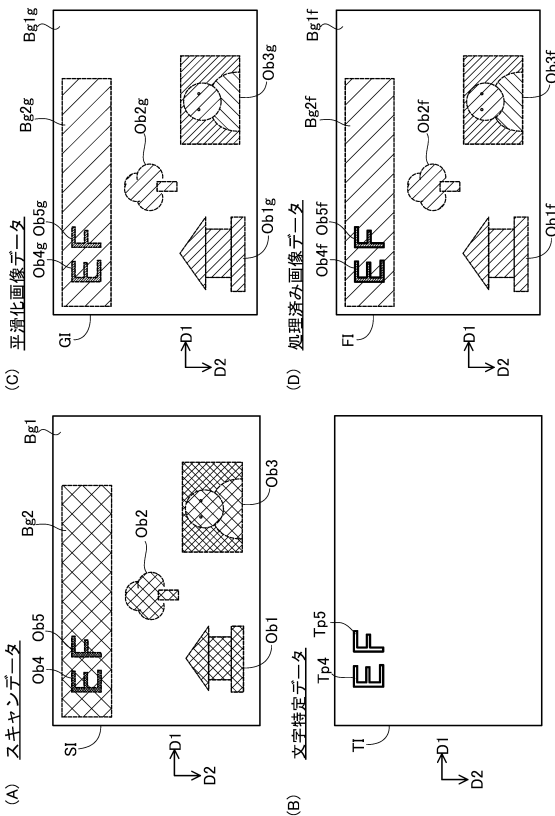 (A)
スキャンデータ
SI
Bg2
Bg1
Ob4
Ob5
E F
Ob2
Ob1
Ob3
D1
D2
(B)
文字特定データ
TI
Tp4
Tp5
E F
D1
D2
(C)
平滑化画像データ
GI
Bg2g
Bg1g
Ob4g
Ob5g
E F
Ob2g
Ob1g
Ob3g
D1
D2
(D)
処理済み画像データ
FI
Bg2f
Bg1f
Ob4f
Ob5f
E F
Ob2f
Ob1f
Ob3f
D1
D2